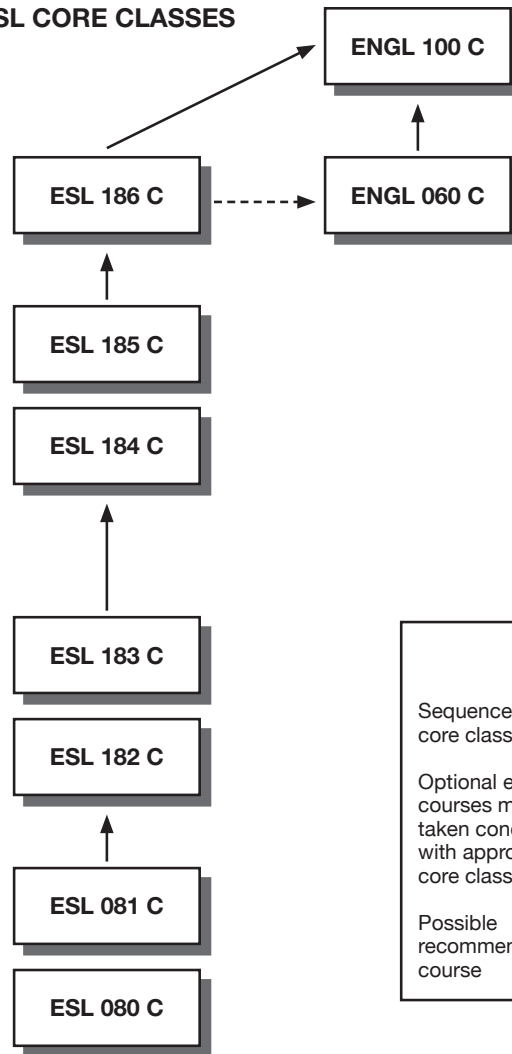 SL CORE CLASSES
ENGL 100 C
ESL 186 C
ENGL 060 C
ESL 185 C
ESL 184 C
ESL 183 C
ESL 182 C
ESL 081 C
ESL 080 C
Sequence
core class
Optional e
courses m
taken conc
with appro
core class
Possible
recommen
course